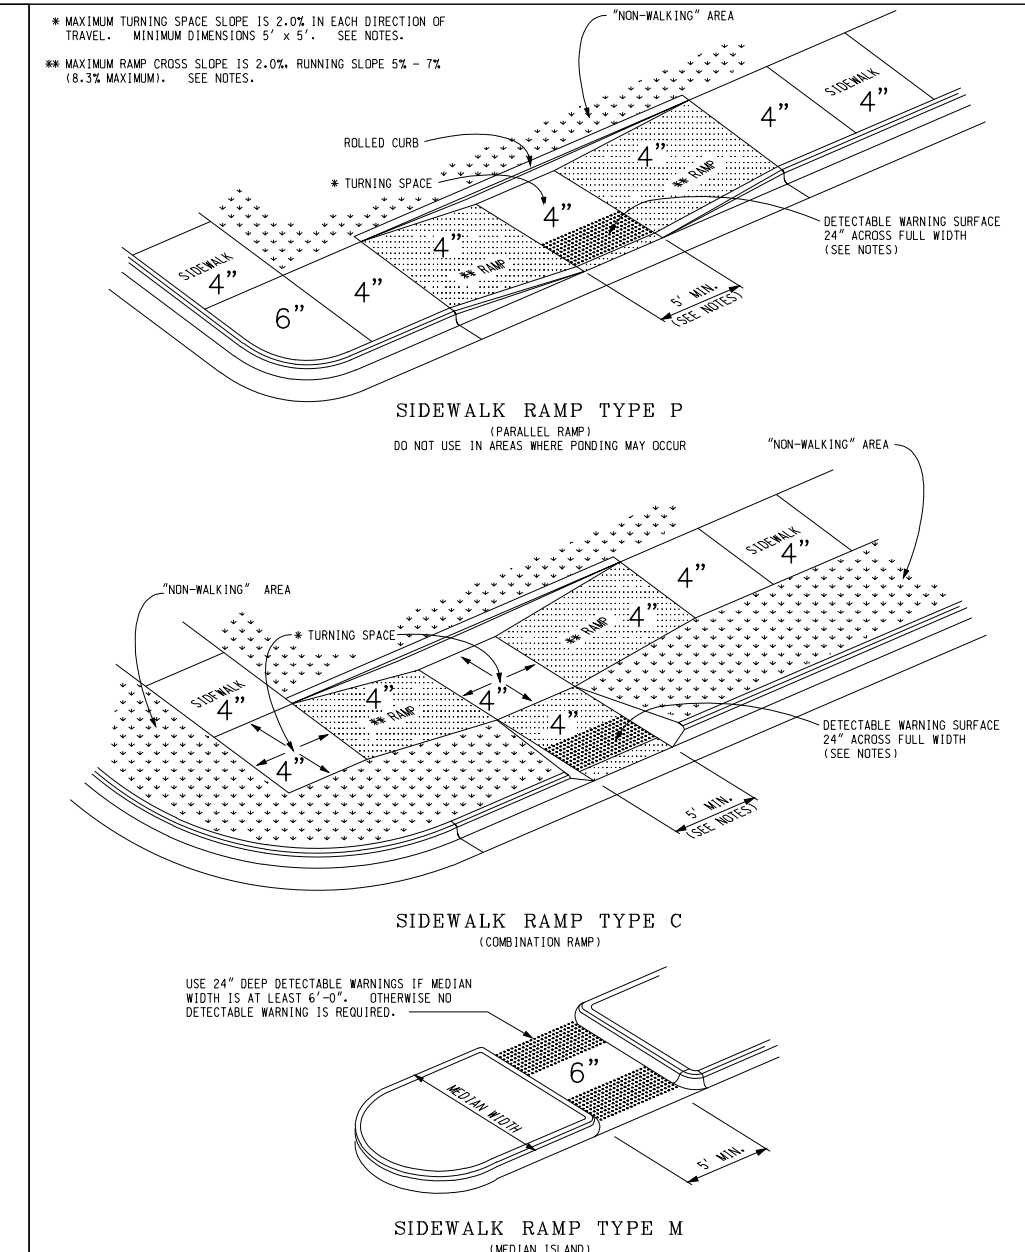 * MAXIMUM TURNING SPACE SLOPE IS 2.0% IN EACH DIRECTION OF
TRAVEL. MINIMUM DIMENSIONS 5' x 5'. SEE NOTES.
** MAXIMUM RAMP CROSS SLOPE IS 2.0%, RUNNING SLOPE 5% - 7%
(8.3% MAXIMUM). SEE NOTES.
"NON-WALKING" AREA
SIDEWALK
4"
4"
ROLLED CURB
4"
** RAMP
* TURNING SPACE
4"
DETECTABLE WARNING SURFACE
24" ACROSS FULL WIDTH
(SEE NOTES)
4"
** RAMP
SIDEWALK
4"
4"
6"
5' MIN.
(SEE NOTES)
SIDEWALK RAMP TYPE P
(PARALLEL RAMP)
DO NOT USE IN AREAS WHERE PONDING MAY OCCUR
"NON-WALKING" AREA
SIDEWALK
4"
4"
"NON-WALKING" AREA
4"
** RAMP
* TURNING SPACE
SIDEWALK
4"
4"
** RAMP
4"
4"
4"
DETECTABLE WARNING SURFACE
24" ACROSS FULL WIDTH
(SEE NOTES)
5' MIN.
(SEE NOTES)
SIDEWALK RAMP TYPE C
(COMBINATION RAMP)
USE 24" DEEP DETECTABLE WARNINGS IF MEDIAN
WIDTH IS AT LEAST 6'-0". OTHERWISE NO
DETECTABLE WARNING IS REQUIRED.
6"
MEDIAN WIDTH
5' MIN.
SIDEWALK RAMP TYPE M
(MEDIAN ISLAND)